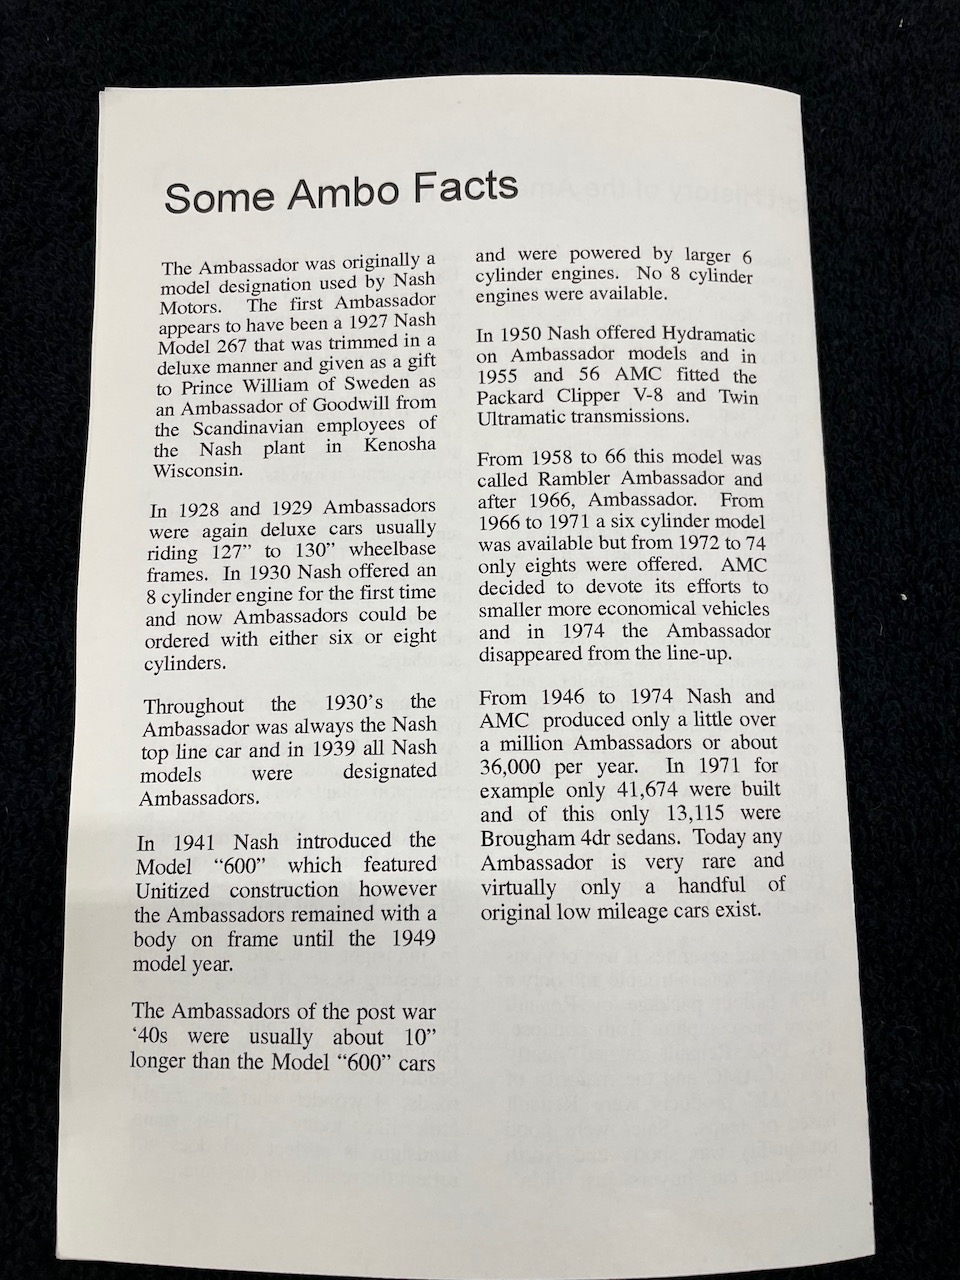 Some Ambo Facts
The Ambassador was originally a
model designation used by Nash
Motors. The first Ambassador
appears to have been a 1927 Nash
Model 267 that was trimmed in a
deluxe manner and given as a gift
to Prince William of Sweden as
an Ambassador of Goodwill from
the Scandinavian employees of
the Nash plant in Kenosha
Wisconsin.
In 1928 and 1929 Ambassadors
were again deluxe cars usually
riding 127” to 130” wheelbase
frames. In 1930 Nash offered an
8 cylinder engine for the first time
and now Ambassadors could be
ordered with either six or eight
cylinders.
Throughout the 1930’s the
Ambassador was always the Nash
top line car and in 1939 all Nash
models were designated
Ambassadors.
In 1941 Nash introduced the
Model “600” which featured
Unitized construction however
the Ambassadors remained with a
body on frame until the 1949
model year.
The Ambassadors of the post war
‘40s were usually about 10”
longer than the Model “600” cars
and were powered by larger 6
cylinder engines. No 8 cylinder
engines were available.
In 1950 Nash offered Hydramatic
on Ambassador models and in
1955 and 56 AMC fitted the
Packard Clipper V-8 and Twin
Ultramatic transmissions.
From 1958 to 66 this model was
called Rambler Ambassador and
after 1966, Ambassador. From
1966 to 1971 a six cylinder model
was available but from 1972 to 74
only eights were offered. AMC
decided to devote its efforts to
smaller more economical vehicles
and in 1974 the Ambassador
disappeared from the line-up.
From 1946 to 1974 Nash and
AMC produced only a little over
a million Ambassadors or about
36,000 per year. In 1971 for
example only 41,674 were built
and of this only 13,115 were
Brougham 4dr sedans. Today any
Ambassador is very rare and
virtually only a handful of
original low mileage cars exist.